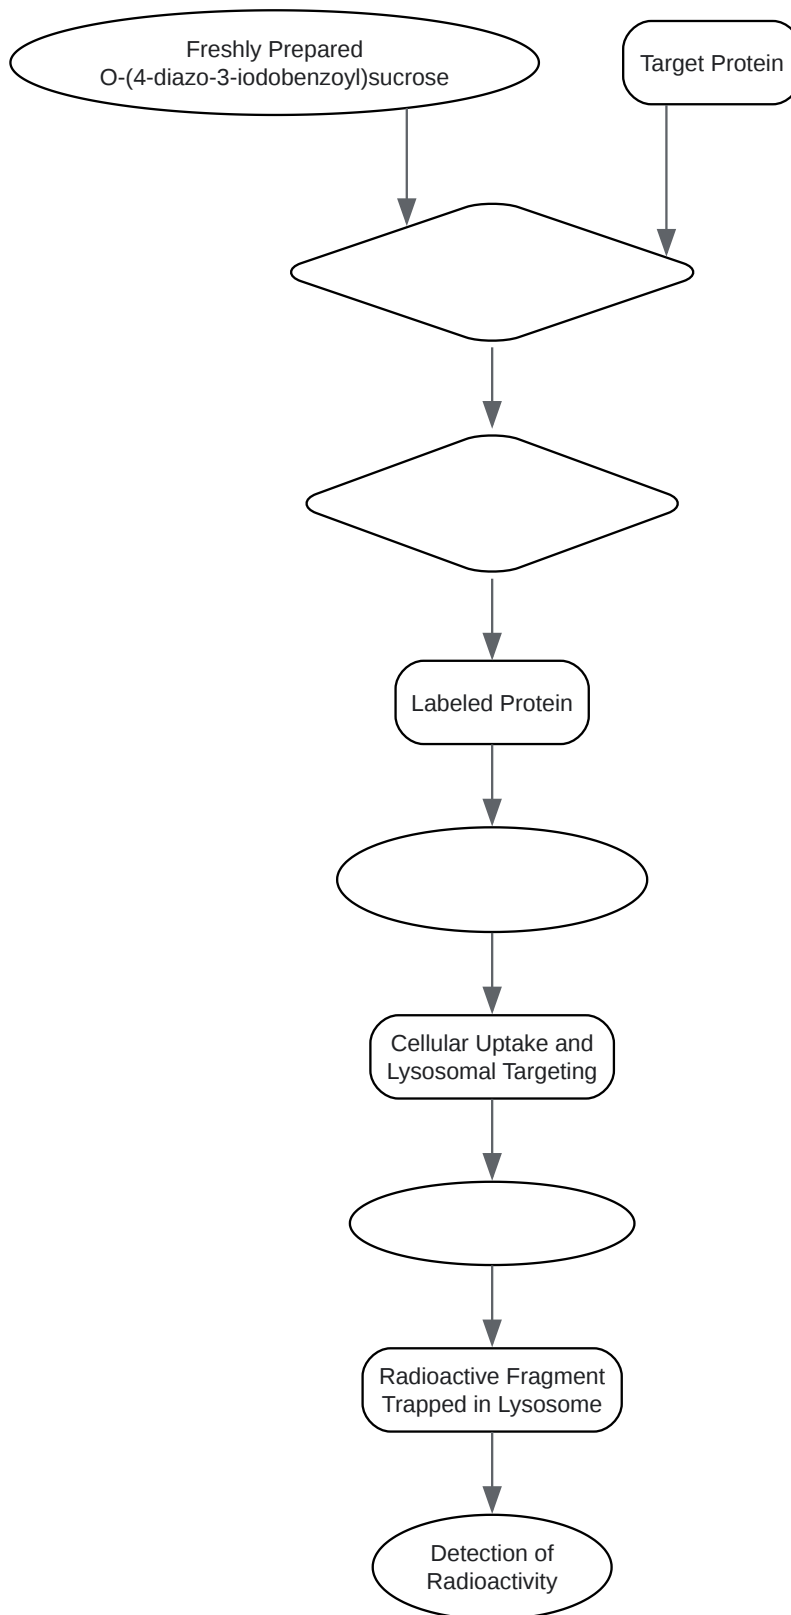 Freshly Prepared
O-(4-diazo-3-iodobenzoyl)sucrose
Target Protein
Labeled Protein
Cellular Uptake and
Lysosomal Targeting
Radioactive Fragment
Trapped in Lysosome
Detection of
Radioactivity